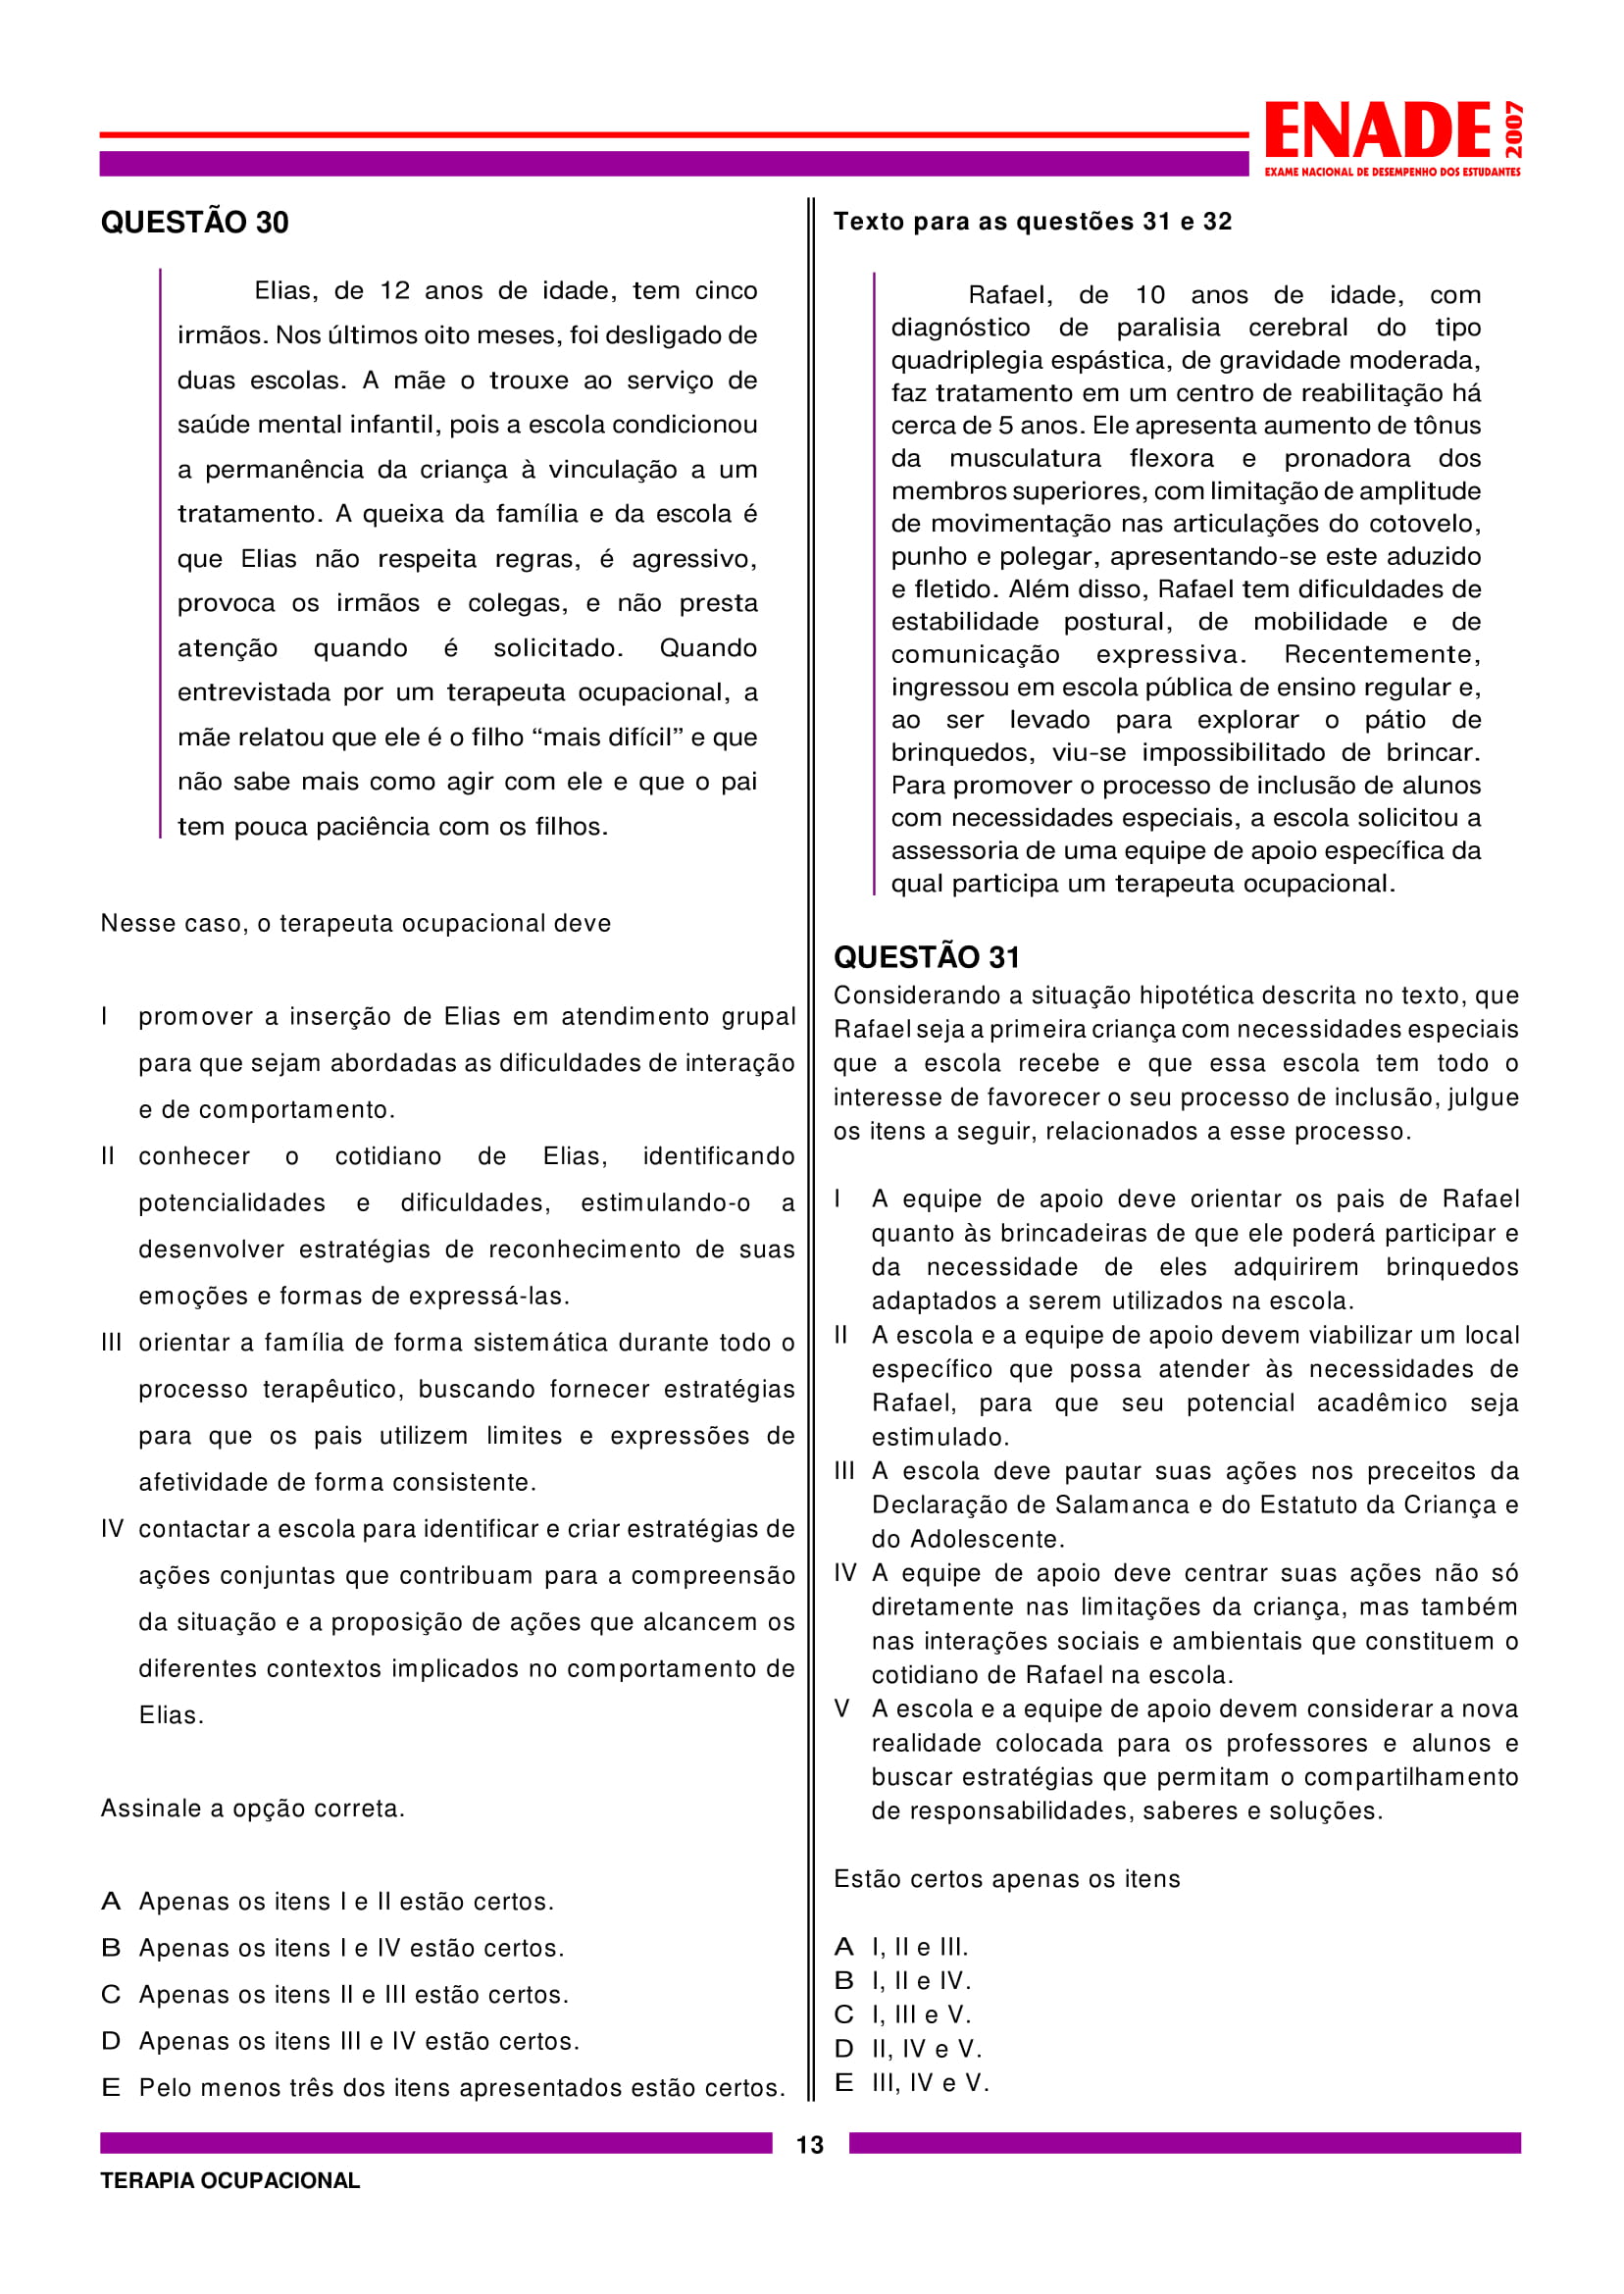 ENADE
2007
EXAME NACIONAL DE DESEMPENHO DOS ESTUDANTES
QUESTÃO 30
Elias, de 12 anos de idade, tem cinco
irmãos. Nos últimos oito meses, foi desligado de
duas escolas. A mãe o trouxe ao serviço de
saúde mental infantil, pois a escola condicionou
a permanência da criança à vinculação a um
tratamento. A queixa da família e da escola é
que Elias não respeita regras, é agressivo,
provoca os irmãos e colegas, e não presta
atenção quando é solicitado. Quando
entrevistada por um terapeuta ocupacional, a
mãe relatou que ele é o filho “mais difícil” e que
não sabe mais como agir com ele e que o pai
tem pouca paciência com os filhos.
Nesse caso, o terapeuta ocupacional deve
I promover a inserção de Elias em atendimento grupal
para que sejam abordadas as dificuldades de interação
e de comportamento.
II conhecer o cotidiano de Elias, identificando
potencialidades e dificuldades, estimulando-o a
desenvolver estratégias de reconhecimento de suas
emoções e formas de expressá-las.
III orientar a família de forma sistemática durante todo o
processo terapêutico, buscando fornecer estratégias
para que os pais utilizem limites e expressões de
afetividade de forma consistente.
IV contactar a escola para identificar e criar estratégias de
ações conjuntas que contribuam para a compreensão
da situação e a proposição de ações que alcancem os
diferentes contextos implicados no comportamento de
Elias.
Assinale a opção correta.
A Apenas os itens I e II estão certos.
B Apenas os itens I e IV estão certos.
C Apenas os itens II e III estão certos.
D Apenas os itens III e IV estão certos.
E Pelo menos três dos itens apresentados estão certos.
Texto para as questões 31 e 32
Rafael, de 10 anos de idade, com
diagnóstico de paralisia cerebral do tipo
quadriplegia espástica, de gravidade moderada,
faz tratamento em um centro de reabilitação há
cerca de 5 anos. Ele apresenta aumento de tônus
da musculatura flexora e pronadora dos
membros superiores, com limitação de amplitude
de movimentação nas articulações do cotovelo,
punho e polegar, apresentando-se este aduzido
e fletido. Além disso, Rafael tem dificuldades de
estabilidade postural, de mobilidade e de
comunicação expressiva. Recentemente,
ingressou em escola pública de ensino regular e,
ao ser levado para explorar o pátio de
brinquedos, viu-se impossibilitado de brincar.
Para promover o processo de inclusão de alunos
com necessidades especiais, a escola solicitou a
assessoria de uma equipe de apoio específica da
qual participa um terapeuta ocupacional.
QUESTÃO 31
Considerando a situação hipotética descrita no texto, que
Rafael seja a primeira criança com necessidades especiais
que a escola recebe e que essa escola tem todo o
interesse de favorecer o seu processo de inclusão, julgue
os itens a seguir, relacionados a esse processo.
I A equipe de apoio deve orientar os pais de Rafael
quanto às brincadeiras de que ele poderá participar e
da necessidade de eles adquirirem brinquedos
adaptados a serem utilizados na escola.
II A escola e a equipe de apoio devem viabilizar um local
específico que possa atender às necessidades de
Rafael, para que seu potencial acadêmico seja
estimulado.
III A escola deve pautar suas ações nos preceitos da
Declaração de Salamanca e do Estatuto da Criança e
do Adolescente.
IV A equipe de apoio deve centrar suas ações não só
diretamente nas limitações da criança, mas também
nas interações sociais e ambientais que constituem o
cotidiano de Rafael na escola.
V A escola e a equipe de apoio devem considerar a nova
realidade colocada para os professores e alunos e
buscar estratégias que permitam o compartilhamento
de responsabilidades, saberes e soluções.
Estão certos apenas os itens
A I, II e III.
B I, II e IV.
C I, III e V.
D II, IV e V.
E III, IV e V.
13
TERAPIA OCUPACIONAL